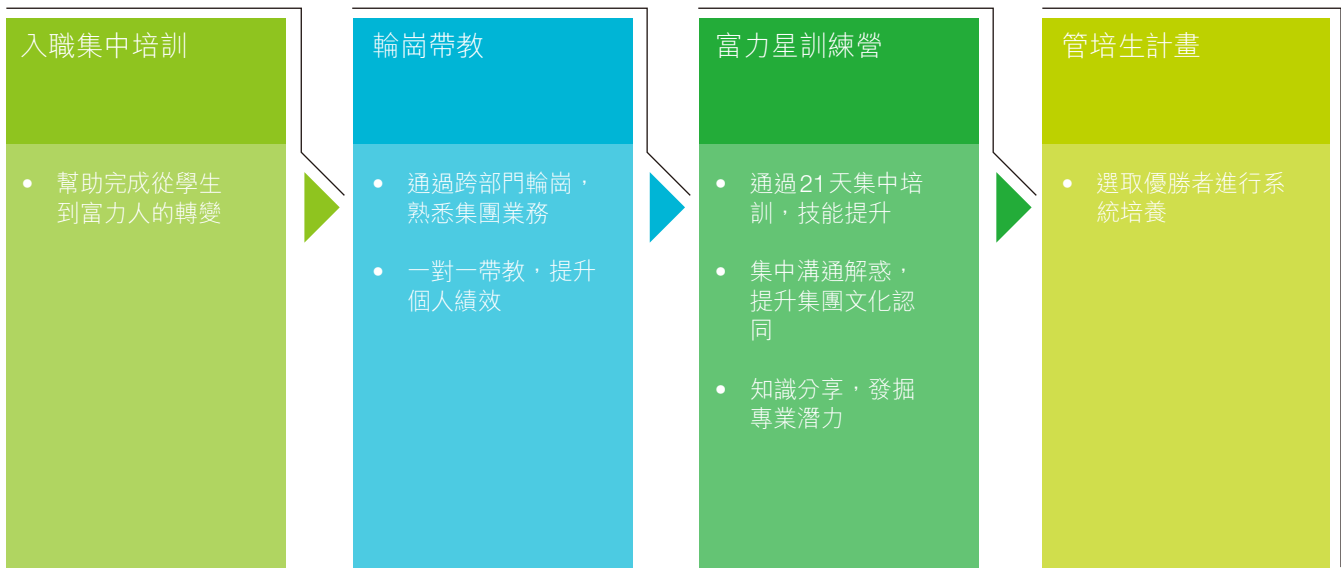 入職集中培訓
• 幫助完成從學生
到富力人的轉變
輪崗帶教
• 通過跨部門輪崗，
熟悉集團業務
• 一對一帶教，提升
個人績效
富力星訓練營
• 通過21天集中培
訓，技能提升
• 集中溝通解惑，
提升集團文化認
同
• 知識分享，發掘
專業潛力
管培生計畫
• 選取優勝者進行系
統培養